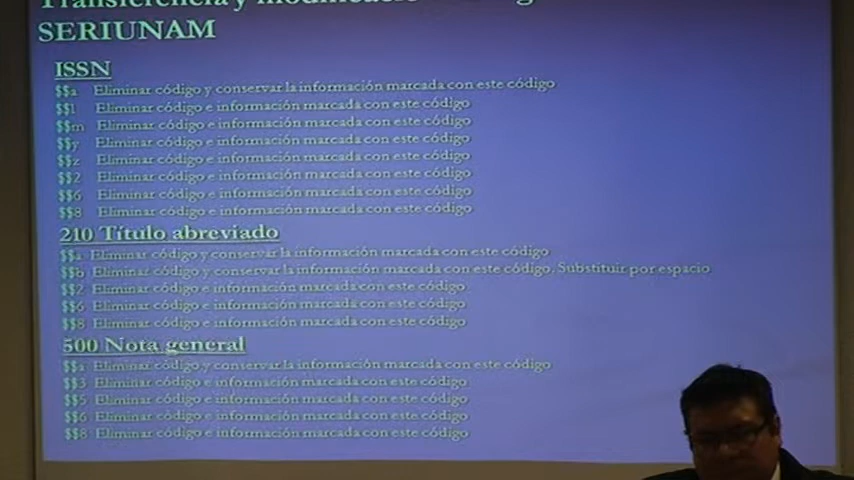 Transferencia y
SERIUNAM
ISSN
$$a Eliminar código y conservar la información marcada con este código
$$l Eliminar código e información marcada con este código
$$m Eliminar código e información marcada con este código
$$y Eliminar código e información marcada con este código
$$z Eliminar código e información marcada con este código
$$2 Eliminar código e información marcada con este código
$$6 Eliminar código e información marcada con este código
$$8 Eliminar código e información marcada con este código
210 Título abreviado
$$a Eliminar código y conservar la información marcada con este código
$$b Eliminar código y conservar la información marcada con este código. Substituir por espacio
$$2 Eliminar código e información marcada con este código
$$6 Eliminar código e información marcada con este código
$$8 Eliminar código e información marcada con este código
500 Nota general
$$a Eliminar código y conservar la información marcada con este código
$$3 Eliminar código e información marcada con este código
$$5 Eliminar código e información marcada con este código
$$6 Eliminar código e información marcada con este código
$$8 Eliminar código e información marcada con este código